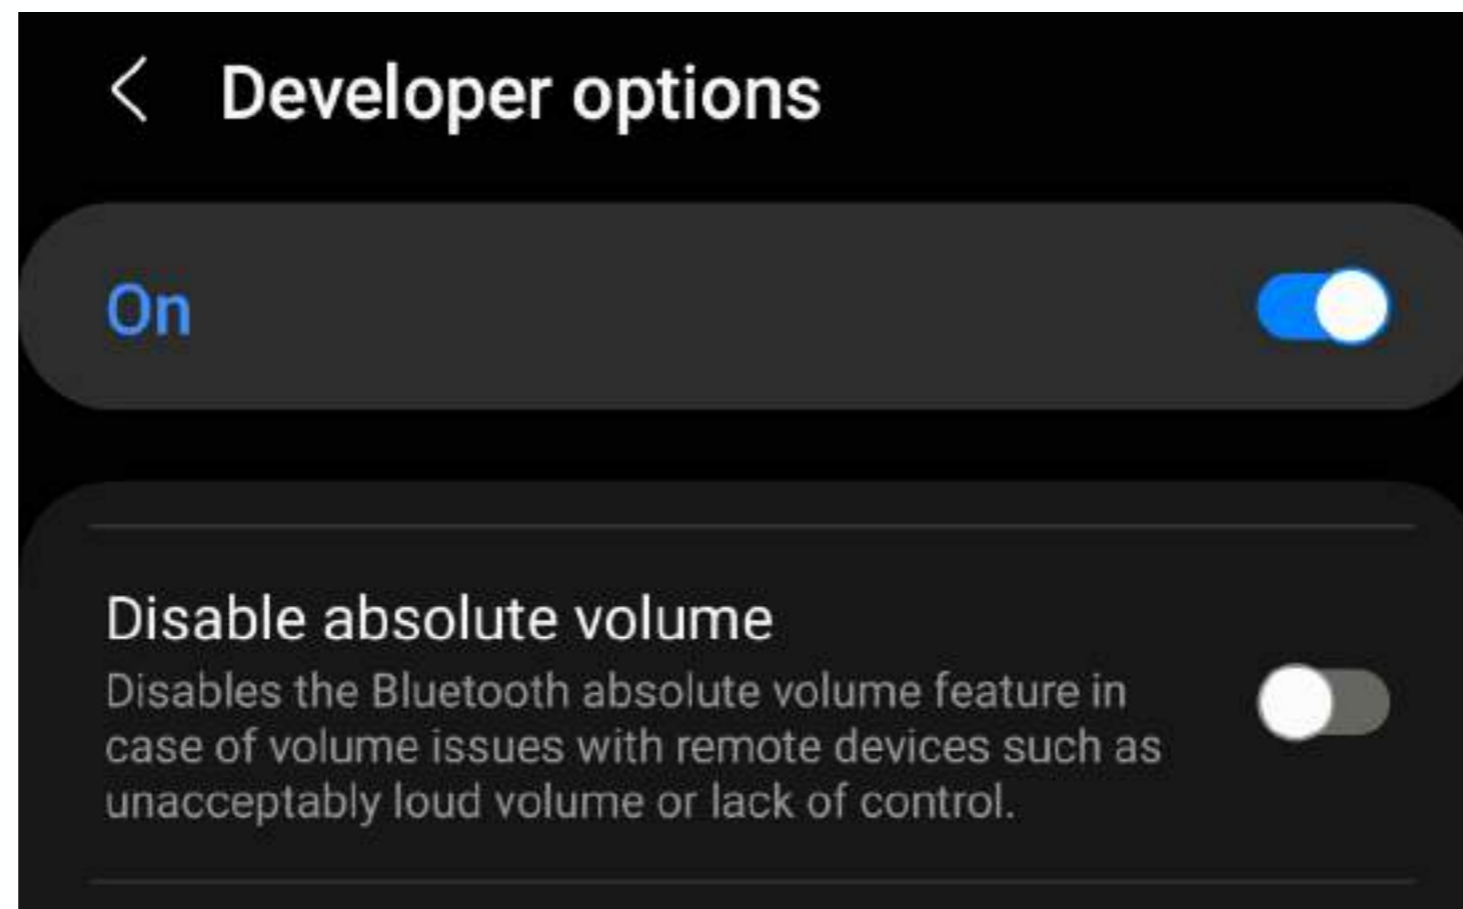 Developer options
On
Disable absolute volume
Disables the Bluetooth absolute volume feature in
case of volume issues with remote devices such as
unacceptably loud volume or lack of control.